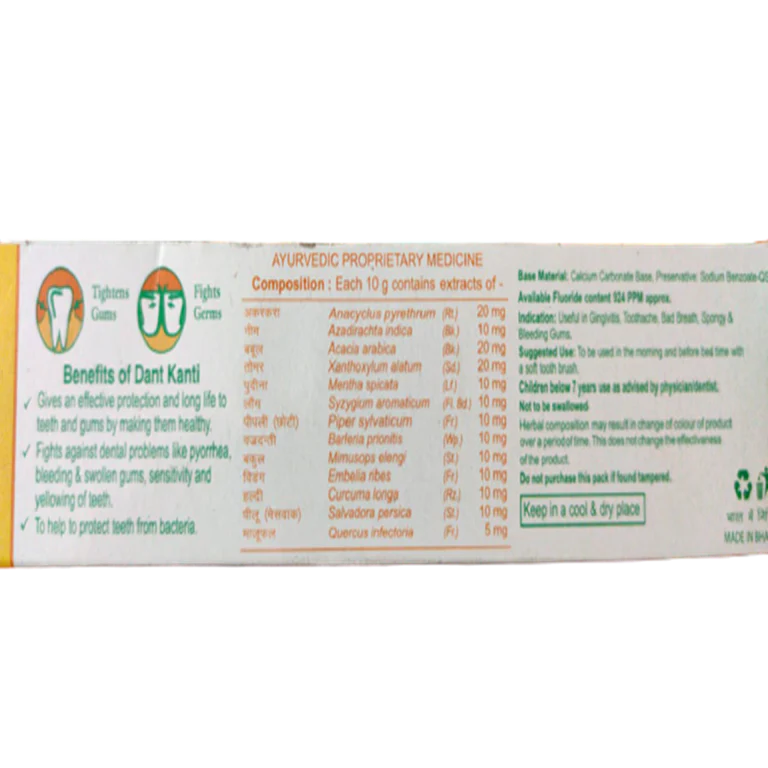 Tightens
Gums
Fights
Germs
Benefits of Dant Kanti
✓ Gives an effective protection and long life to
teeth and gums by making them healthy.
✓ Fights against dental problems like pyorrhea,
bleeding & swollen gums, sensitivity and
yellowing of teeth.
✓ To help to protect teeth from bacteria.
AYURVEDIC PROPRIETARY MEDICINE
Composition : Each 10 g contains extracts of -
अकरकरा Anacyclus pyrethrum (Rt.) 20 mg
नीम Azadirachta indica (Bk.) 10 mg
बबूल Acacia arabica (Bk.) 20 mg
तोमर Xanthoxylum alatum (Sd.) 20 mg
पुदीना Mentha spicata (Lf.) 10 mg
लौंग Syzygium aromaticum (Fl. Bd.) 10 mg
पीपली (छोटी) Piper sylvaticum (Fr.) 10 mg
वज्रदन्ती Barleria prionitis (Wp.) 10 mg
बकुल Mimusops elengi (St.) 10 mg
विडंग Embelia ribes (Fr.) 10 mg
हल्दी Curcuma longa (Rz.) 10 mg
पीलू (मेसवाक) Salvadora persica (St.) 10 mg
माजूफल Quercus infectoria (Fr.) 5 mg
Base Material: Calcium Carbonate Base, Preservative: Sodium Benzoate-QS
Available Fluoride content 924 PPM approx.
Indication: Useful in Gingivitis, Toothache, Bad Breath, Spongy &
Bleeding Gums.
Suggested Use: To be used in the morning and before bed time with
a soft tooth brush.
Children below 7 years use as advised by physician/dentist.
Not to be swallowed.
Herbal composition may result in change of colour of product
over a period of time. This does not change the effectiveness
of the product.
Do not purchase this pack if found tampered.
Keep in a cool & dry place
भारत में
MADE IN BHA